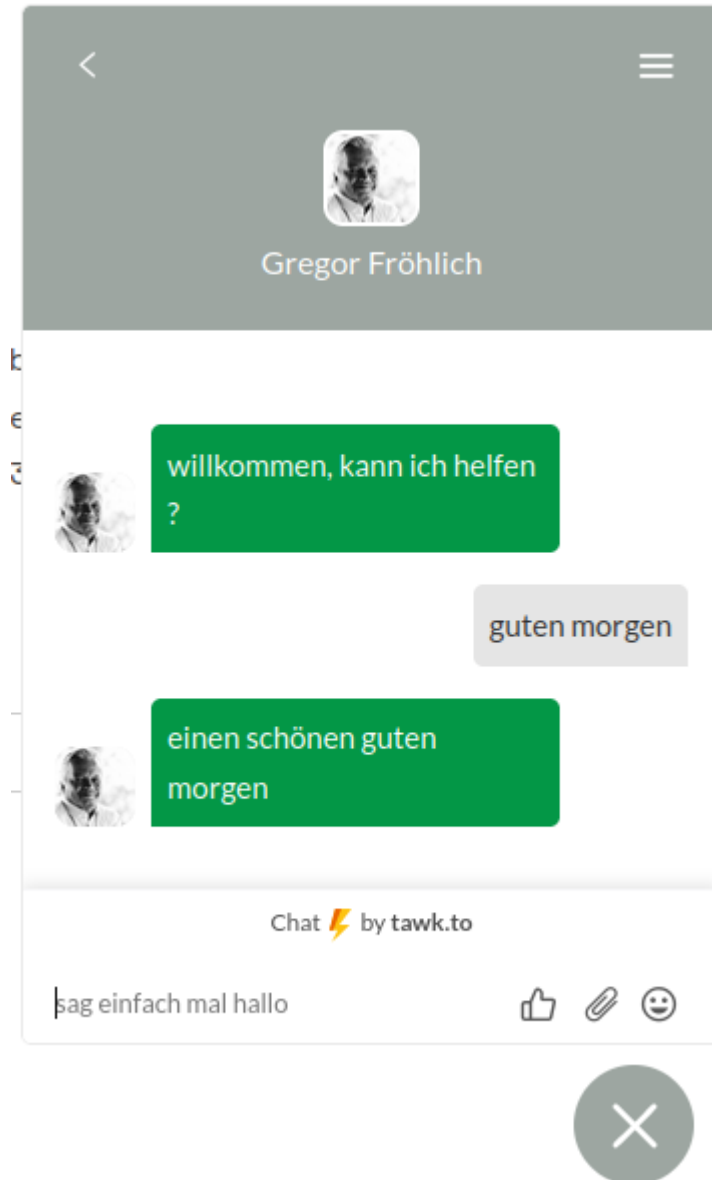 Gregor Fröhlich
willkommen, kann ich helfen
?
guten morgen
einen schönen guten
morgen
Chat by tawk.to
sag einfach mal hallo